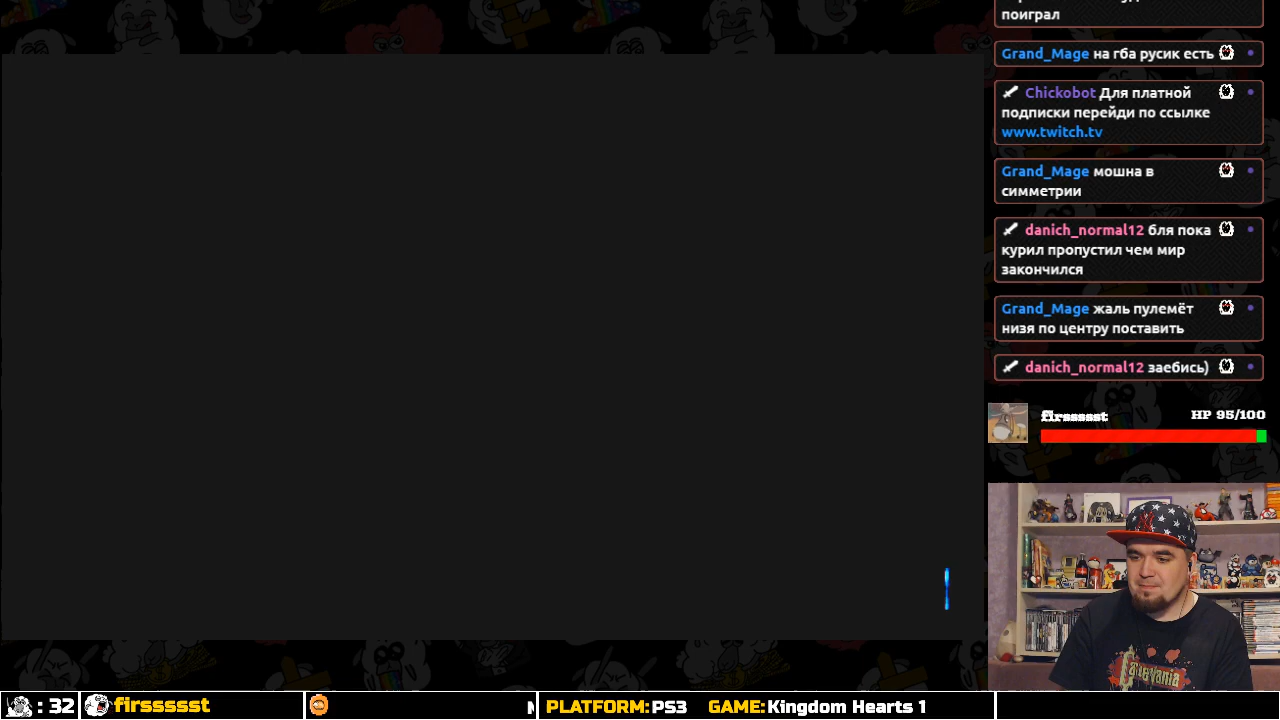 поиграл
Grand_Mage на гба русик есть
Chickobot Для платной
подписки перейди по ссылке
www.twitch.tv
Grand_Mage мошна в
симметрии
danich_normal12 бля пока
курил пропустил чем мир
закончился
Grand_Mage жаль пулемёт
низя по центру поставить
danich_normal12 заебись)
firssssst HP 95/100
: 32 firssssst PLATFORM:PS3 GAME:Kingdom Hearts 1